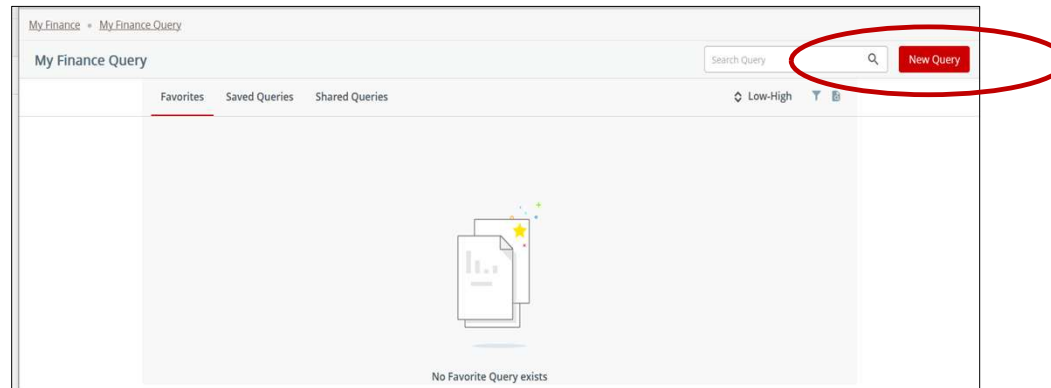 My Finance • My Finance Query
My Finance Query
Search Query
New Query
Favorites Saved Queries Shared Queries
Low-High
No Favorite Query exists